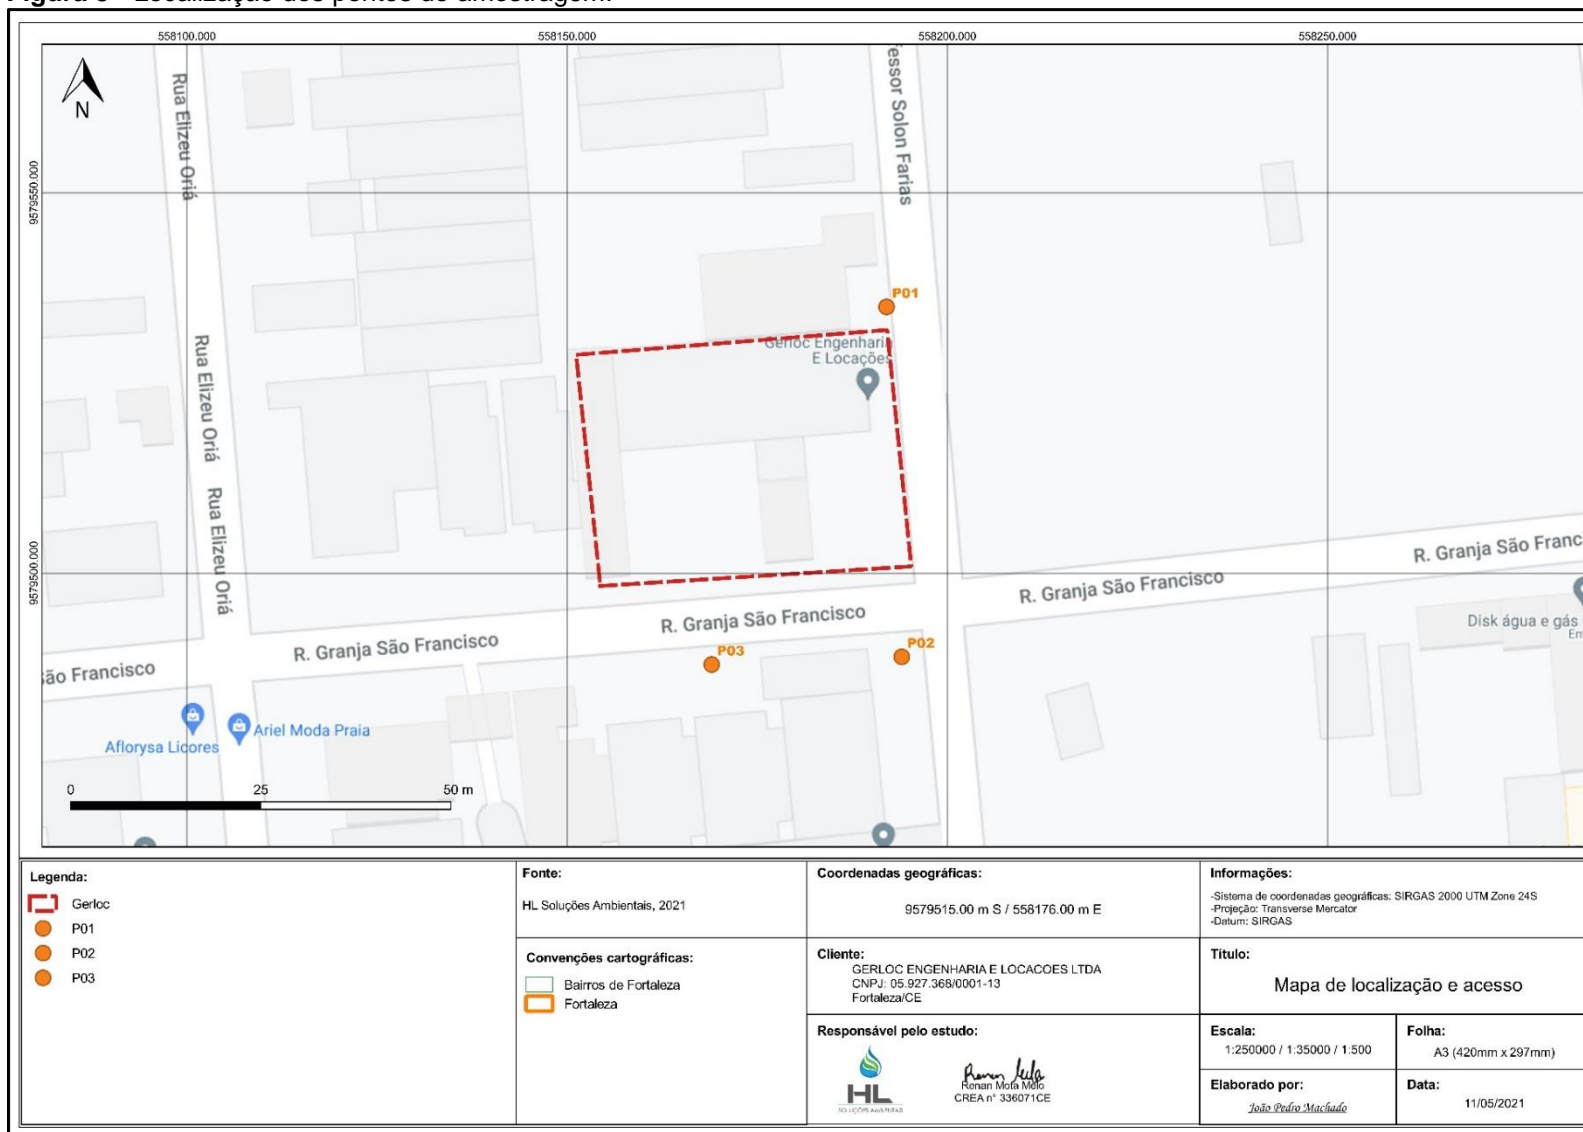 558100.000
558150.000
558200.000
558250.000
N
9579550.000
9579500.000
Rua Elizeu Oriá
Rua Elizeu Oriá
Rua Elizeu Oriá
essor Solon Farias
P01
Gerloc Engenharia
E Locações
R. Granja São Franc
R. Granja São Francisco
R. Granja São Francisco
R. Granja São Francisco
ão Francisco
P03
P02
Disk água e gás
Aflorysa Licores
Ariel Moda Praia
0 25 50 m
Legenda:
Gerloc
P01
P02
P03
Fonte:
HL Soluções Ambientais, 2021
Convenções cartográficas:
Bairros de Fortaleza
Fortaleza
Coordenadas geográficas:
9579515.00 m S / 558176.00 m E
Cliente:
GERLOC ENGENHARIA E LOCACOES LTDA
CNPJ: 05.927.368/0001-13
Fortaleza/CE
Responsável pelo estudo:
HL
SOLUÇÕES AMBIENTAIS
Renan Mota Melo
CREA n° 336071CE
Informações:
-Sistema de coordenadas geográficas: SIRGAS 2000 UTM Zone 24S
-Projeção: Transverse Mercator
-Datum: SIRGAS
Título:
Mapa de localização e acesso
Escala:
1:250000 / 1:35000 / 1:500
Folha:
A3 (420mm x 297mm)
Elaborado por:
João Pedro Machado
Data:
11/05/2021